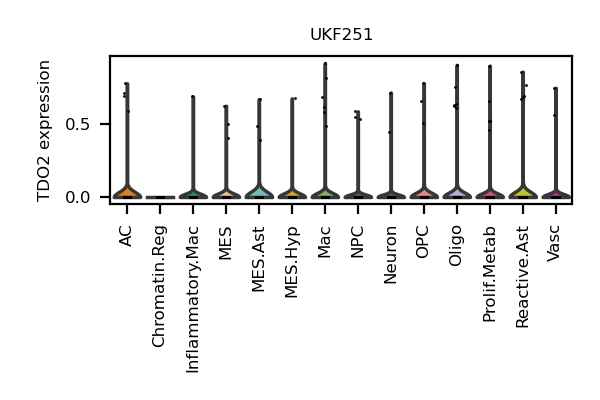 UKF251
TDO2 expression
0.5
0.0
AC
Chromatin.Reg
Inflammatory.Mac
MES
MES.Ast
MES.Hyp
Mac
NPC
Neuron
OPC
Oligo
Prolif.Metab
Reactive.Ast
Vasc